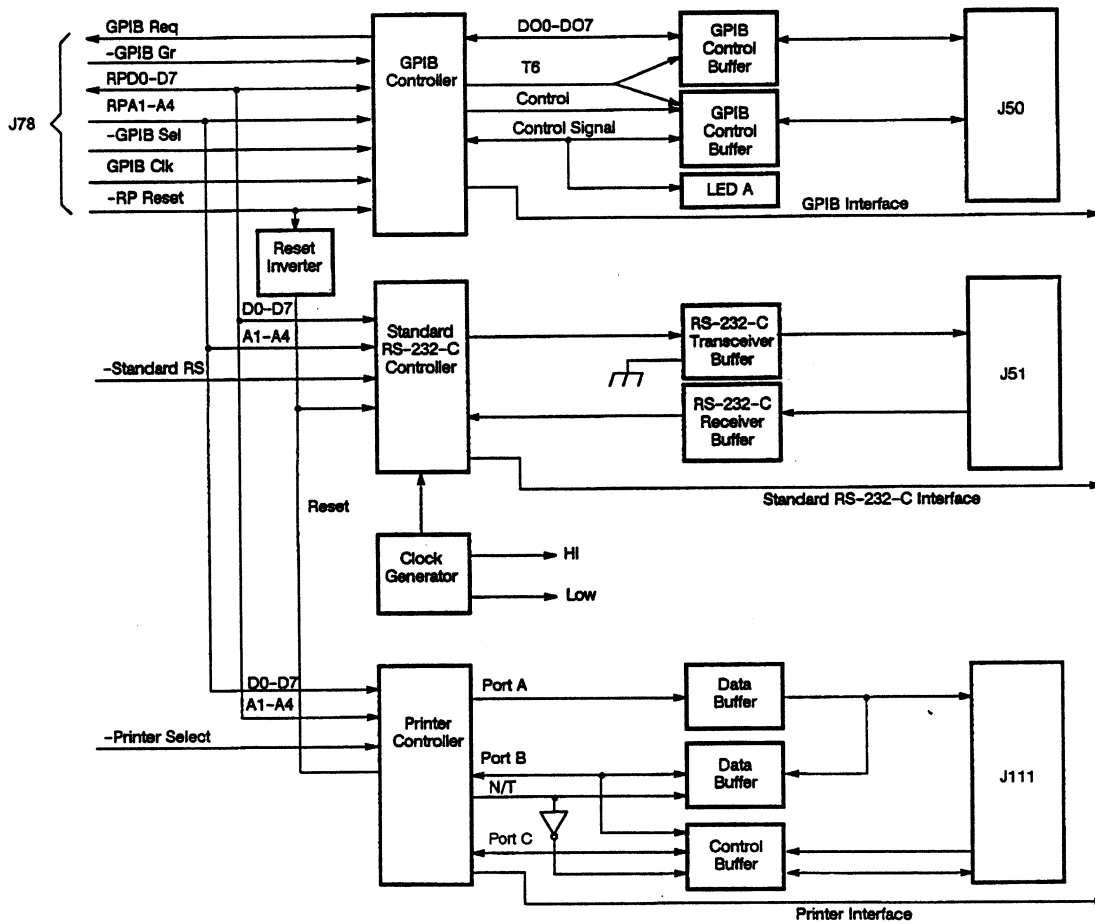 GPIB Req
-GPIB Gr
RPD0-D7
RPA1-A4
-GPIB Sel
GPIB Clk
-RP Reset
J78
GPIB
Controller
DO0-DO7
T6
Control
Control Signal
GPIB
Control
Buffer
GPIB
Control
Buffer
LED A
J50
GPIB Interface
Reset
Inverter
D0-D7
A1-A4
-Standard RS
Standard
RS-232-C
Controller
RS-232-C
Transceiver
Buffer
RS-232-C
Receiver
Buffer
J51
Standard RS-232-C Interface
Reset
Clock
Generator
Hi
Low
D0-D7
A1-A4
-Printer Select
Printer
Controller
Port A
Port B
N/T
Port C
Data
Buffer
Data
Buffer
Control
Buffer
J111
Printer Interface